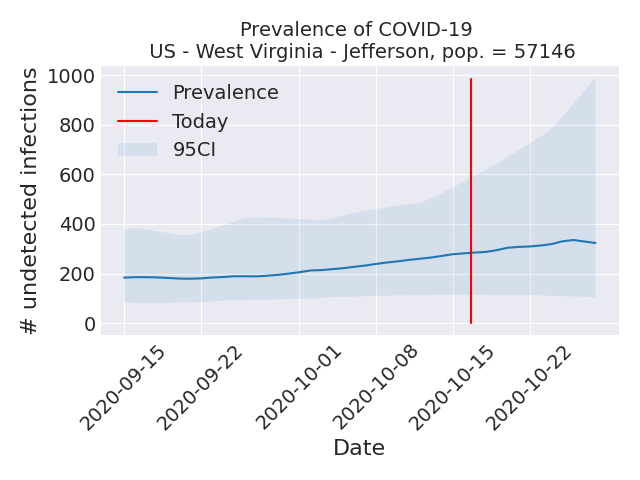 Prevalence of COVID-19
US - West Virginia - Jefferson, pop. = 57146
# undetected infections
1000
800
600
400
200
0
Prevalence
Today
95CI
2020-09-15
2020-09-22
2020-10-01
2020-10-08
2020-10-15
2020-10-22
Date